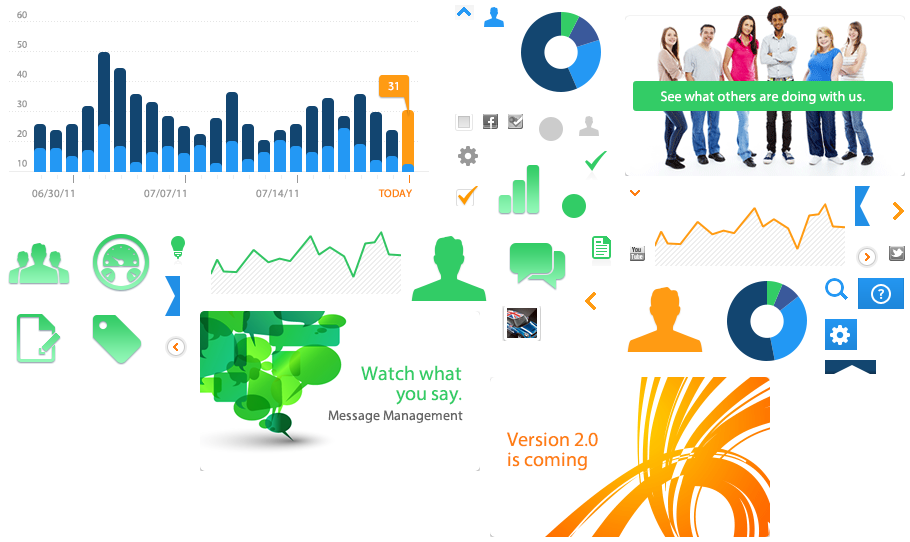 60
50
40
30
20
10
31
06/30/11
07/07/11
07/14/11
TODAY
See what others are doing with us.
You
Tube
?
Watch what
you say.
Message Management
Version 2.0
is coming